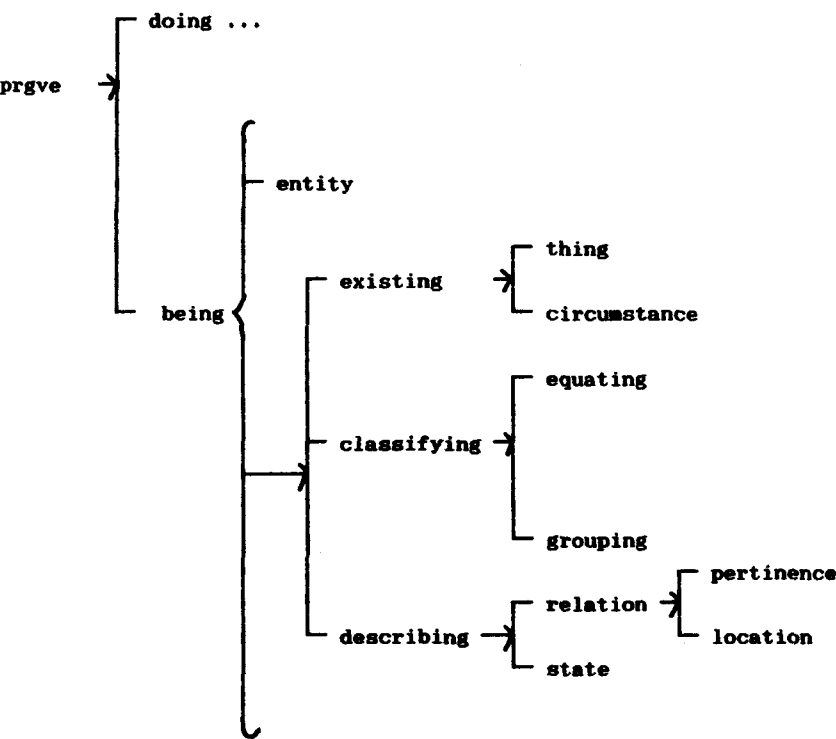 doing ...
prgve
entity
thing
existing
circumstance
being
equating
classifying
grouping
pertinence
relation
describing
location
state